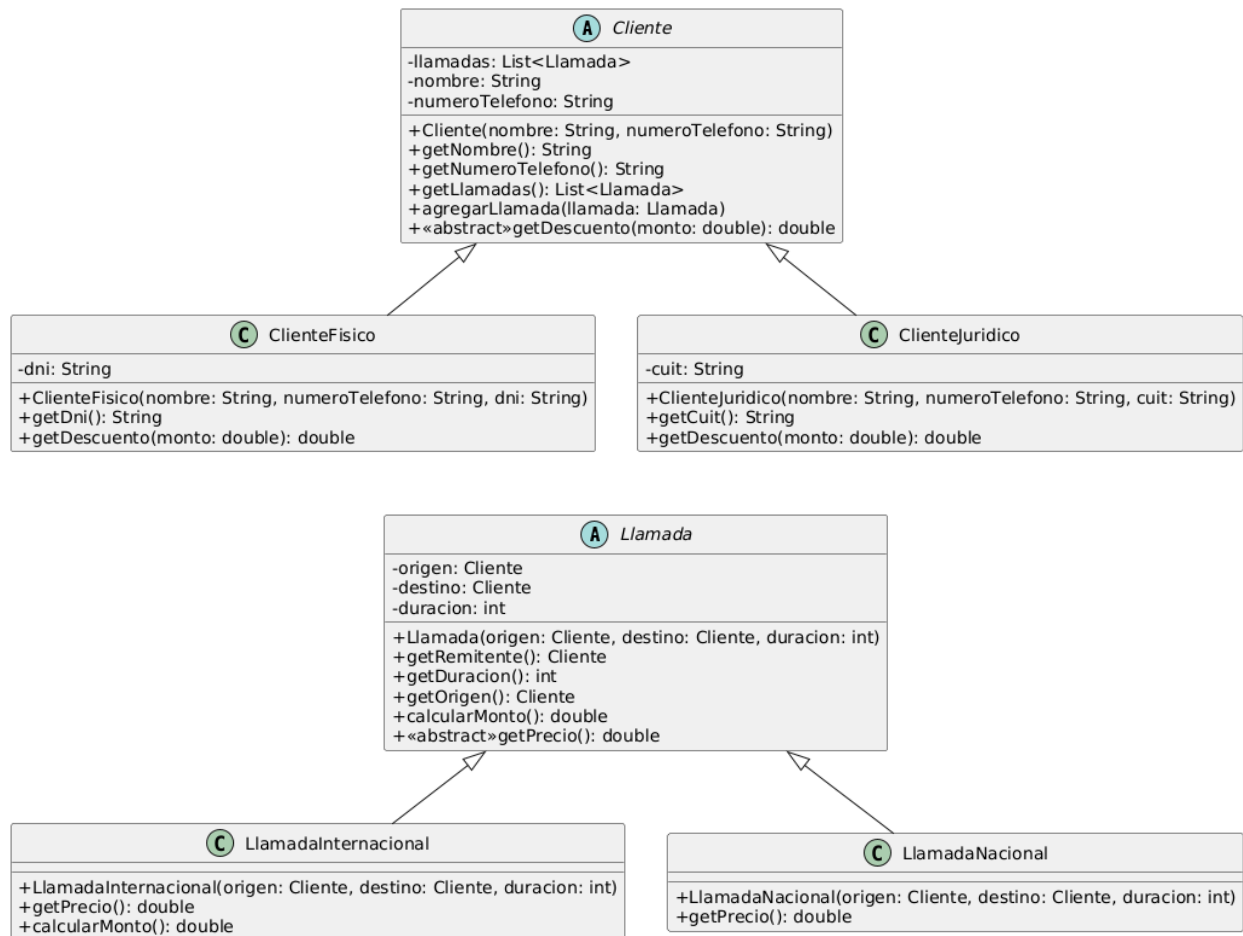 A Cliente
-llamadas: List<Llamada>
-nombre: String
-numeroTelefono: String
+Cliente(nombre: String, numeroTelefono: String)
+getNombre(): String
+getNumeroTelefono(): String
+getLlamadas(): List<Llamada>
+agregarLlamada(llamada: Llamada)
+«abstract»getDescuento(monto: double): double
C ClienteFisico
-dni: String
+ClienteFisico(nombre: String, numeroTelefono: String, dni: String)
+getDni(): String
+getDescuento(monto: double): double
C ClienteJuridico
-cuit: String
+ClienteJuridico(nombre: String, numeroTelefono: String, cuit: String)
+getCuit(): String
+getDescuento(monto: double): double
A Llamada
-origen: Cliente
-destino: Cliente
-duracion: int
+Llamada(origen: Cliente, destino: Cliente, duracion: int)
+getRemitente(): Cliente
+getDuracion(): int
+getOrigen(): Cliente
+calcularMonto(): double
+«abstract»getPrecio(): double
C LlamadaInternacional
+LlamadaInternacional(origen: Cliente, destino: Cliente, duracion: int)
+getPrecio(): double
+calcularMonto(): double
C LlamadaNacional
+LlamadaNacional(origen: Cliente, destino: Cliente, duracion: int)
+getPrecio(): double